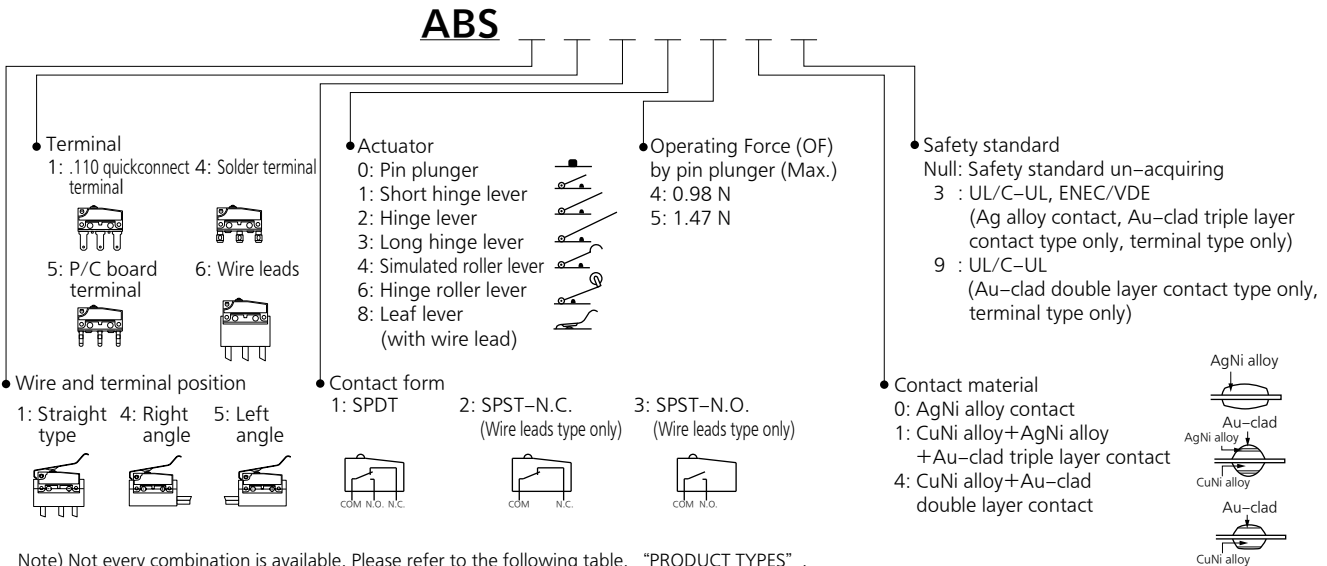 ABS
Terminal
1: .110 quickconnect
terminal
4: Solder terminal
5: P/C board
terminal
6: Wire leads
Actuator
0: Pin plunger
1: Short hinge lever
2: Hinge lever
3: Long hinge lever
4: Simulated roller lever
6: Hinge roller lever
8: Leaf lever
(with wire lead)
Operating Force (OF)
by pin plunger (Max.)
4: 0.98 N
5: 1.47 N
Safety standard
Null: Safety standard un–acquiring
3 : UL/C–UL, ENEC/VDE
(Ag alloy contact, Au–clad triple layer
contact type only, terminal type only)
9 : UL/C–UL
(Au–clad double layer contact type only,
terminal type only)
Wire and terminal position
1: Straight
type
4: Right
angle
5: Left
angle
Contact form
1: SPDT
COM N.O. N.C.
2: SPST–N.C.
(Wire leads type only)
COM N.C.
3: SPST–N.O.
(Wire leads type only)
COM N.O.
Contact material
0: AgNi alloy contact
1: CuNi alloy+AgNi alloy
+Au–clad triple layer contact
4: CuNi alloy+Au–clad
double layer contact
AgNi alloy
Au–clad
AgNi alloy
CuNi alloy
Au–clad
CuNi alloy
Note) Not every combination is available. Please refer to the following table, “PRODUCT TYPES” .